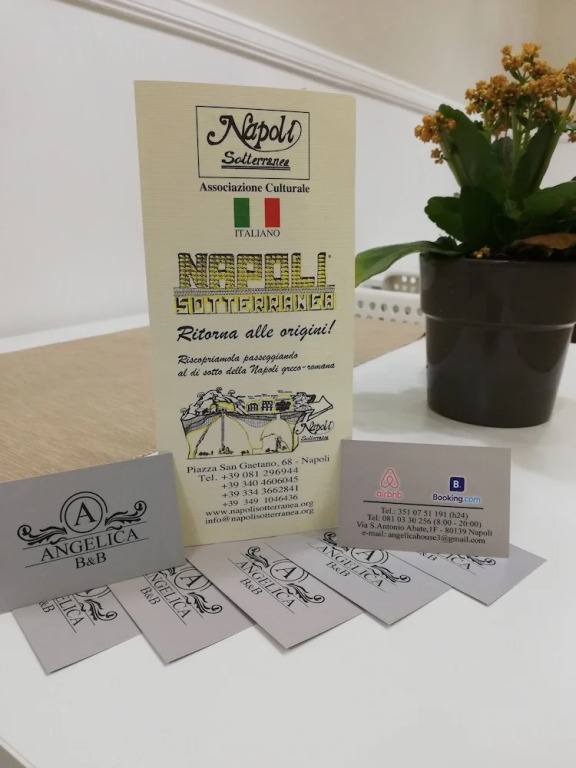 Napoli
Sotterranea
Associazione Culturale
ITALIANO
NAPOLI
SOTTERRANEA
Ritorna alle origini!
Riscopriamola passeggiando
al di sotto della Napoli greco-romana
Napoli
Sotterranea
Piazza San Gaetano, 68 - Napoli
Tel. +39 081 296944
+39 340 4606045
+39 334 3662841
+39 349 1046436
www.napolisotterranea.org
info@napolisotterranea.org
A
ANGELICA
B&B
airbnb
B.
Booking.com
Tel.: 351 07 51 191 (h24)
Tel: 081 03 30 256 (8:00 - 20:00)
Via S.Antonio Abate,1F - 80139 Napoli
e-mail: angelicahouse3@gmail.com
ANGELICA
B&B
ANGELICA
B&B
A
ANGELICA
B&B
ANGELICA
B&B